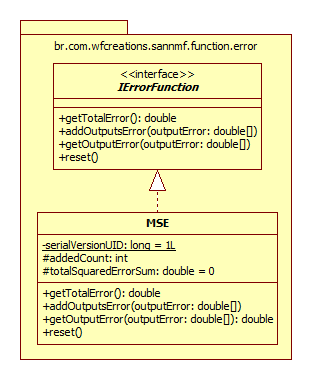 br.com.wfcreations.sannmf.function.error
<<interface>>
IErrorFunction
+getTotalError(): double
+addOutputsError(outputError: double[])
+getOutputError(outputError: double[])
+reset()
MSE
-serialVersionUID: long = 1L
#addedCount: int
#totalSquaredErrorSum: double = 0
+getTotalError(): double
+addOutputsError(outputError: double[])
+getOutputError(outputError: double[]): double
+reset()